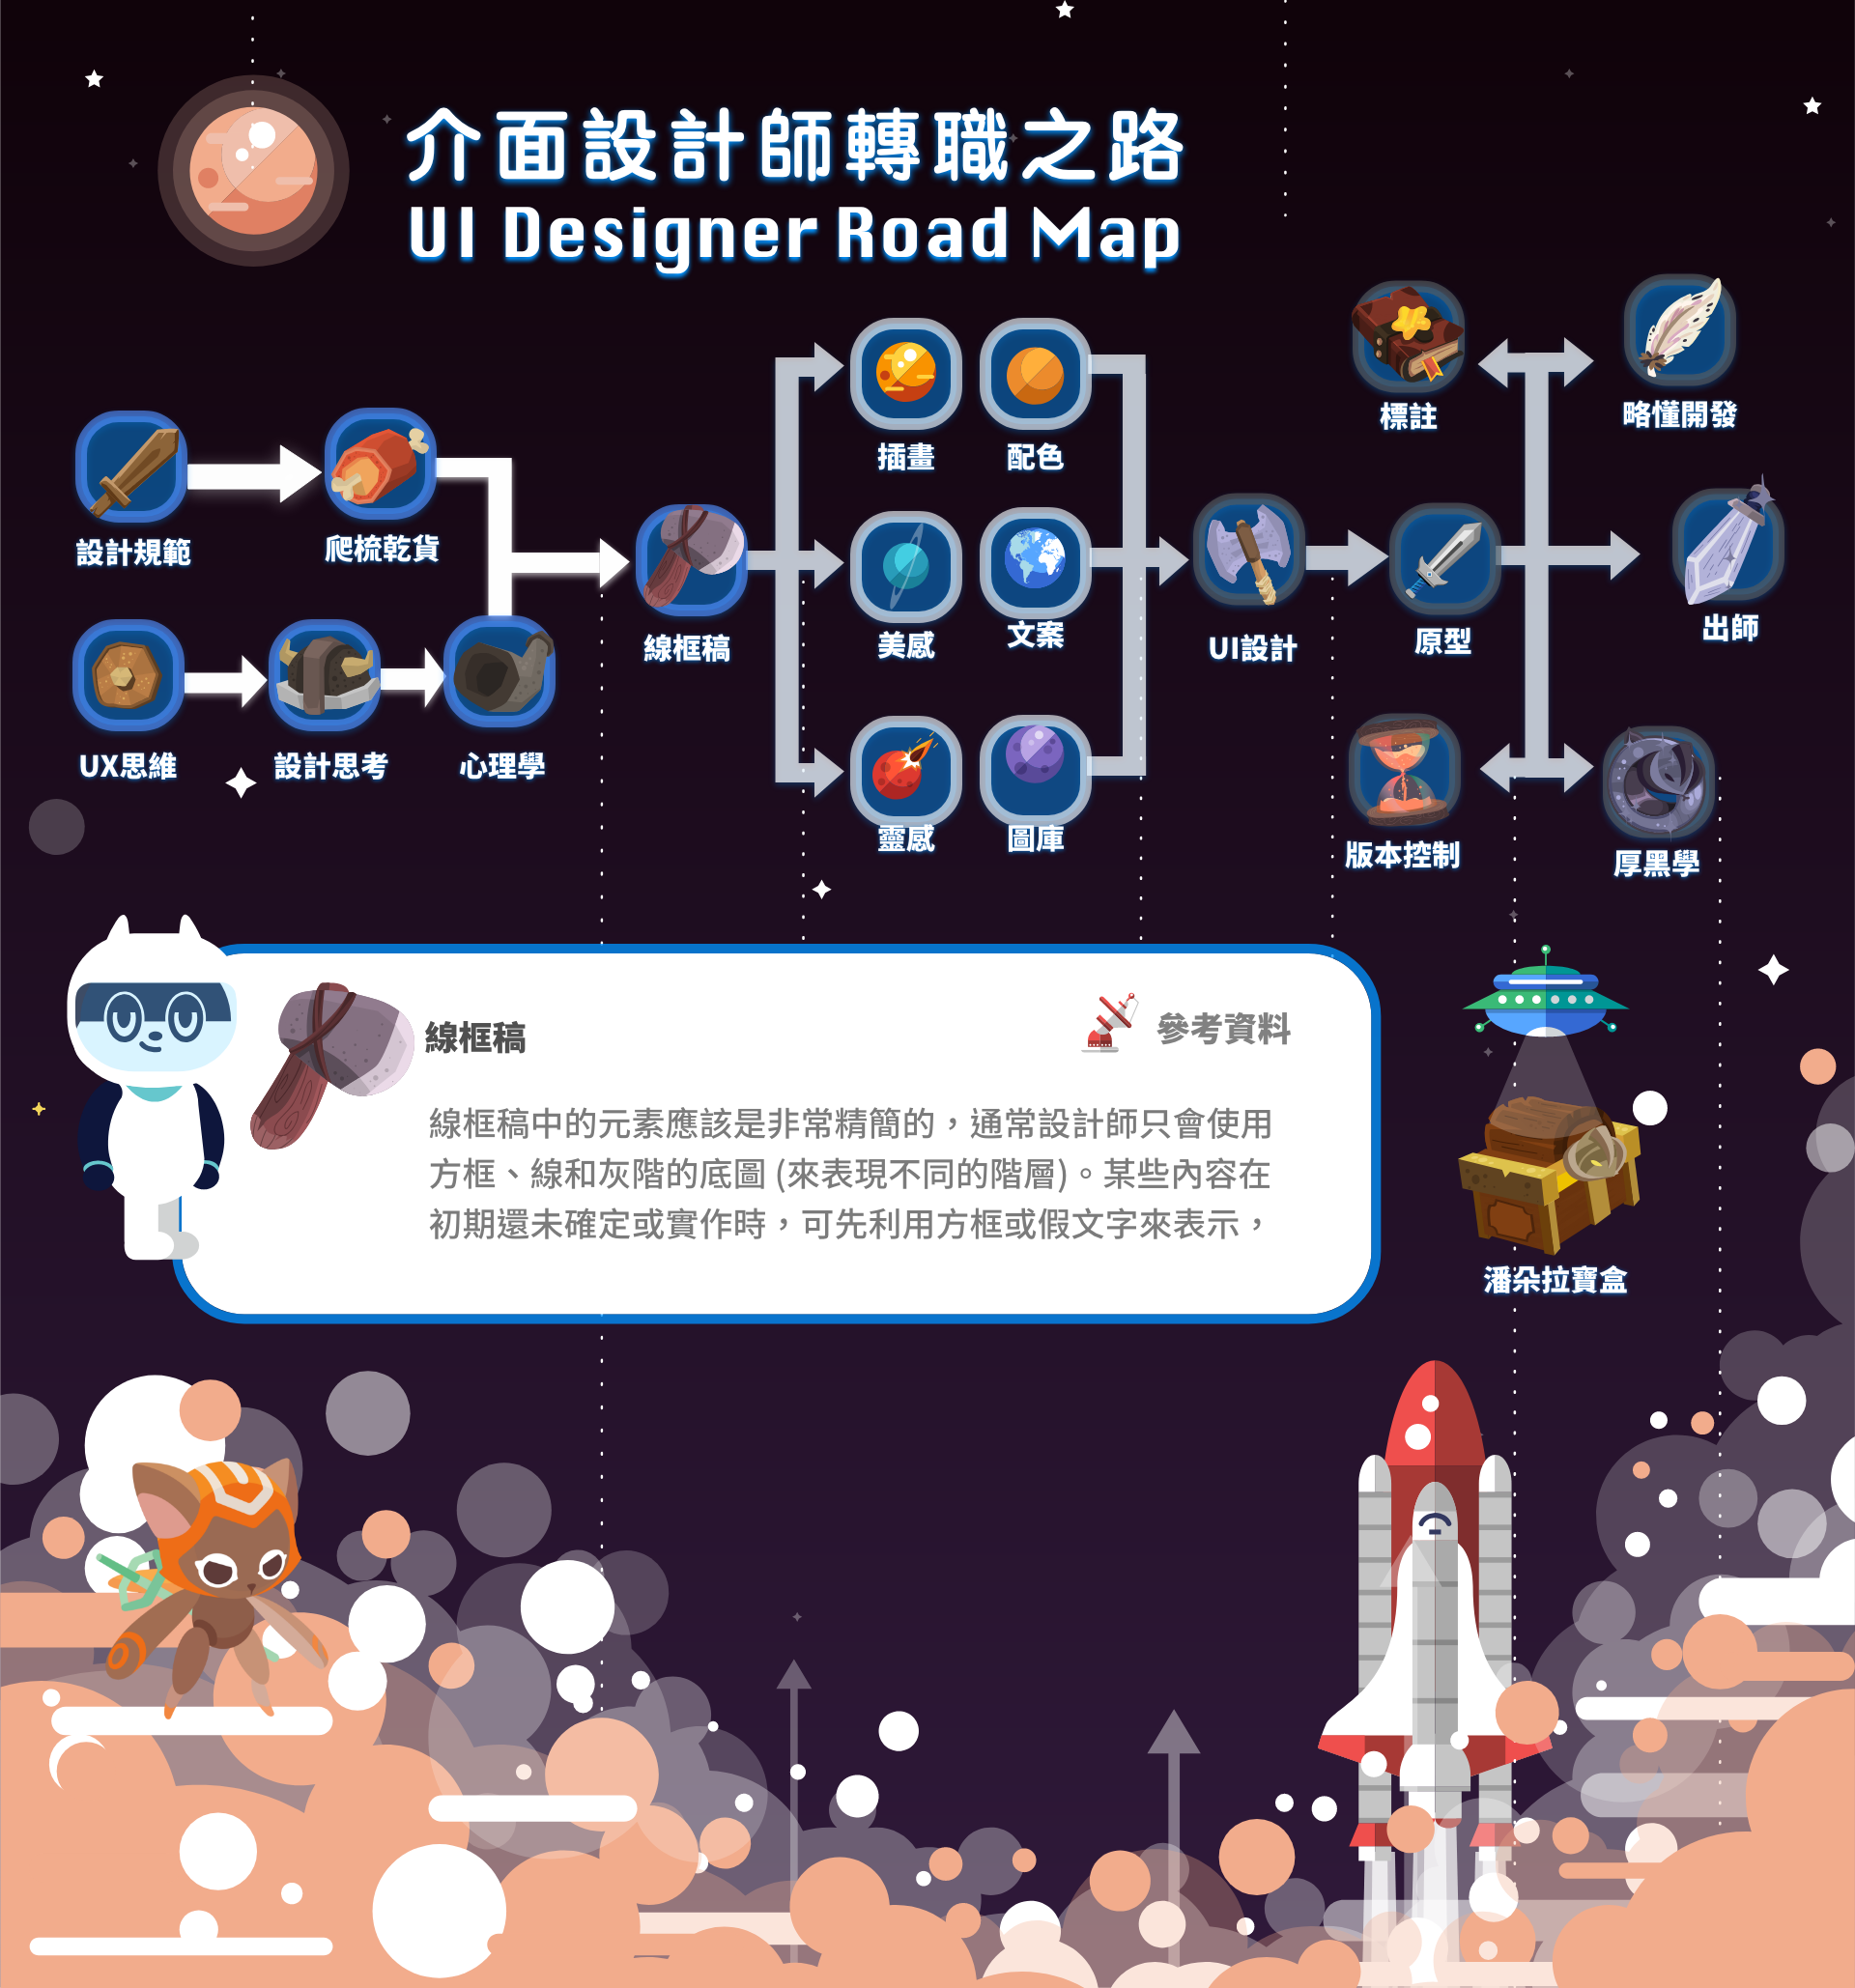 介面設計師轉職之路
UI Designer Road Map
設計規範
爬梳乾貨
UX思維
設計思考
心理學
線框稿
插畫
配色
美感
文案
靈感
圖庫
UI設計
原型
標註
略懂開發
出師
版本控制
厚黑學
線框稿
參考資料
線框稿中的元素應該是非常精簡的，通常設計師只會使用
方框、線和灰階的底圖 (來表現不同的階層)。某些內容在
初期還未確定或實作時，可先利用方框或假文字來表示，
潘朵拉寶盒